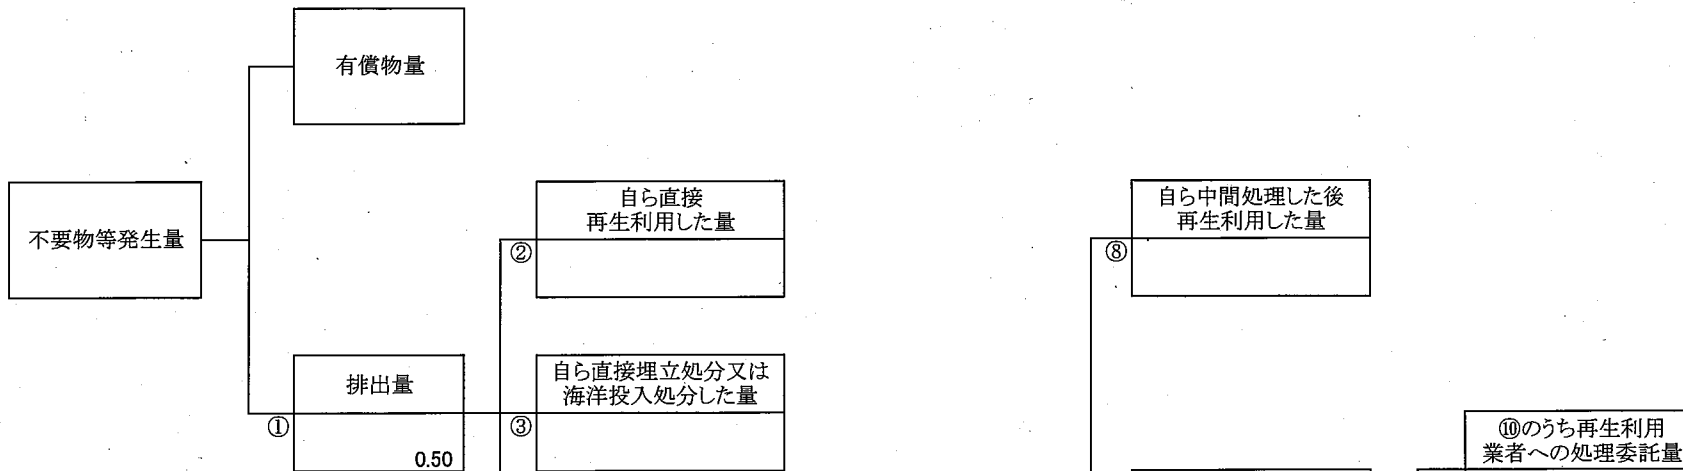 有償物量
不要物等発生量
自ら直接
再生利用した量
②
自ら中間処理した後
再生利用した量
⑧
排出量
①
0.50
自ら直接埋立処分又は
海洋投入処分した量
③
⑩のうち再生利用
業者への処理委託量